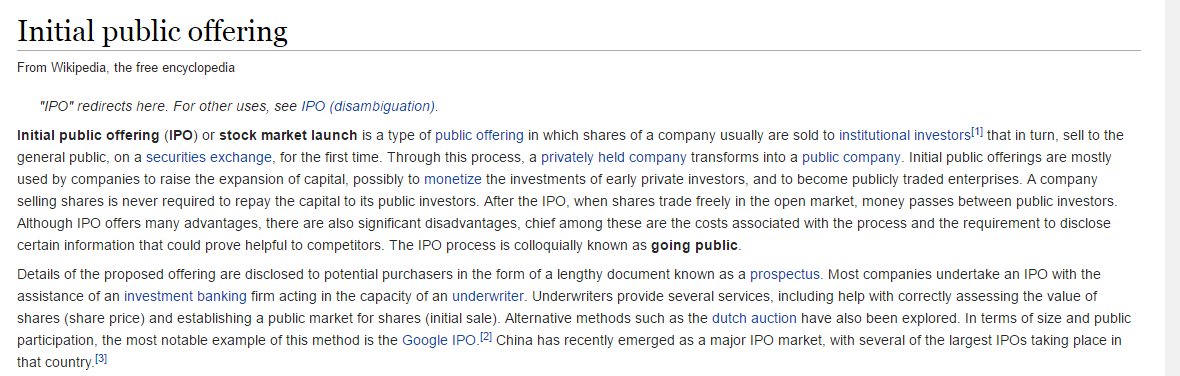 Initial public offering
From Wikipedia, the free encyclopedia
"IPO" redirects here. For other uses, see IPO (disambiguation).
Initial public offering (IPO) or stock market launch is a type of public offering in which shares of a company usually are sold to institutional investors[1] that in turn, sell to the
general public, on a securities exchange, for the first time. Through this process, a privately held company transforms into a public company. Initial public offerings are mostly
used by companies to raise the expansion of capital, possibly to monetize the investments of early private investors, and to become publicly traded enterprises. A company
selling shares is never required to repay the capital to its public investors. After the IPO, when shares trade freely in the open market, money passes between public investors.
Although IPO offers many advantages, there are also significant disadvantages, chief among these are the costs associated with the process and the requirement to disclose
certain information that could prove helpful to competitors. The IPO process is colloquially known as going public.
Details of the proposed offering are disclosed to potential purchasers in the form of a lengthy document known as a prospectus. Most companies undertake an IPO with the
assistance of an investment banking firm acting in the capacity of an underwriter. Underwriters provide several services, including help with correctly assessing the value of
shares (share price) and establishing a public market for shares (initial sale). Alternative methods such as the dutch auction have also been explored. In terms of size and public
participation, the most notable example of this method is the Google IPO.[2] China has recently emerged as a major IPO market, with several of the largest IPOs taking place in
that country.[3]